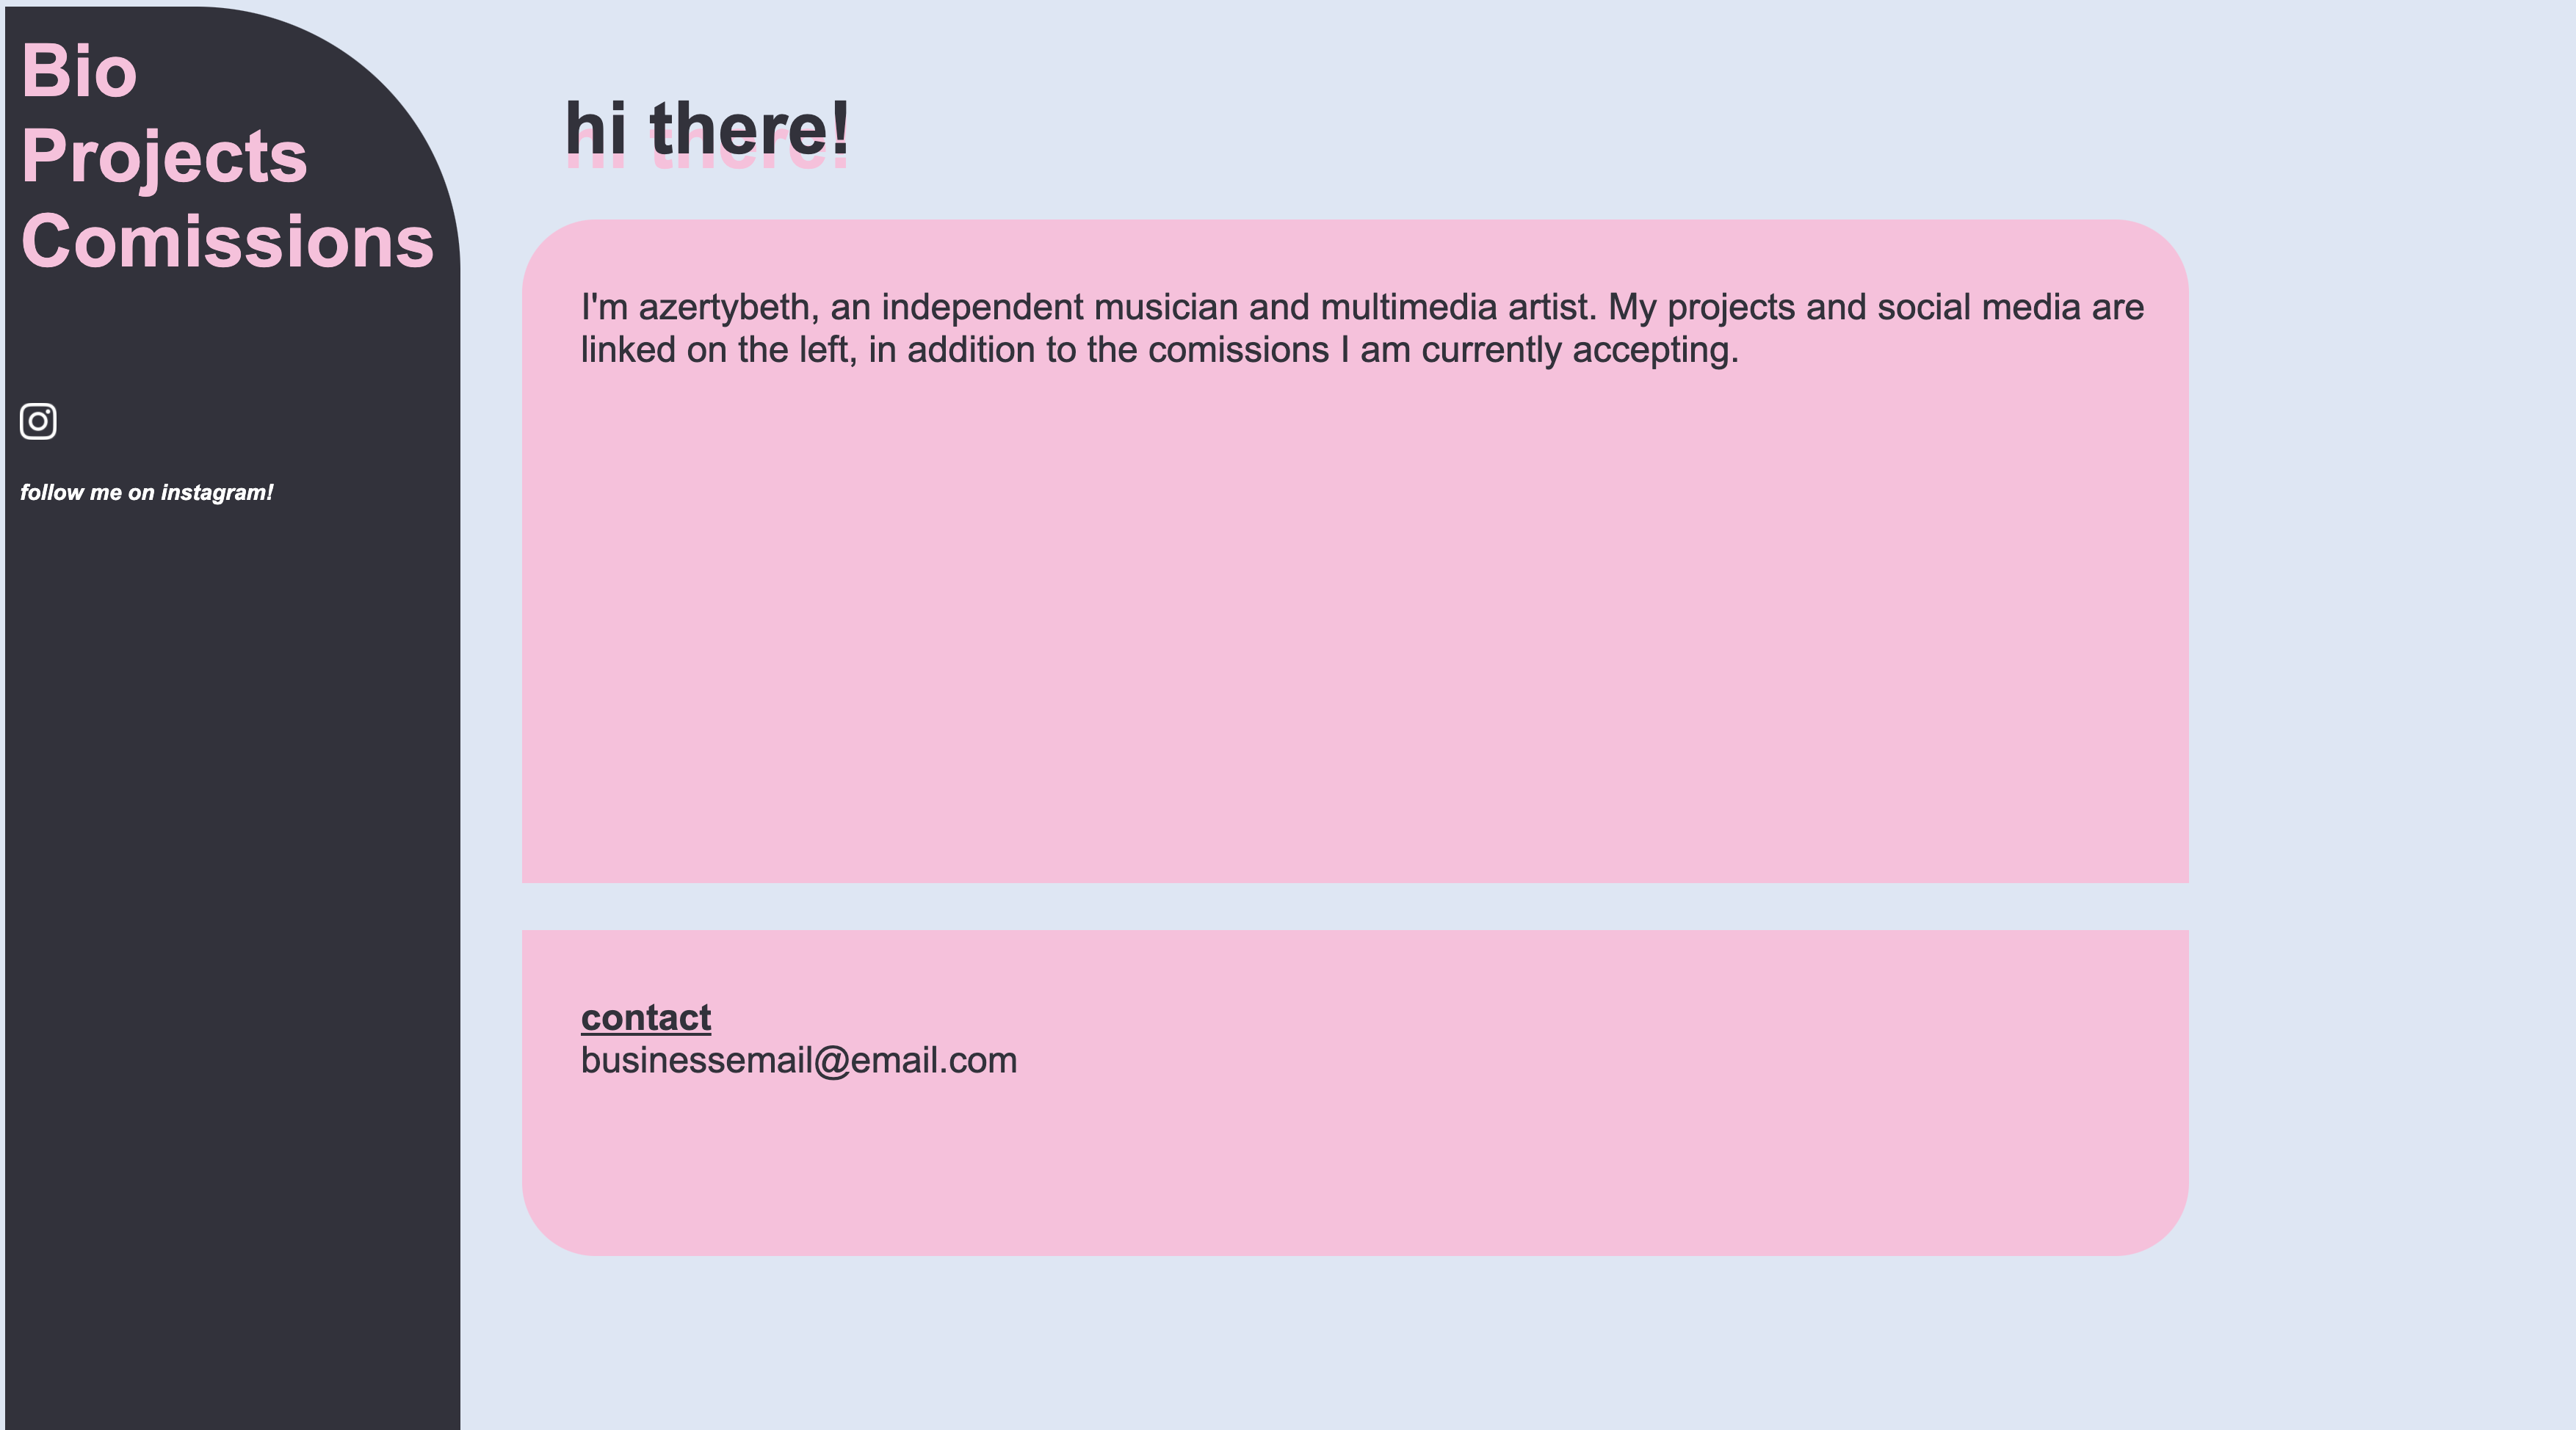 Bio
Projects
Comissions
follow me on instagram!
hi there!
I'm azertybeth, an independent musician and multimedia artist. My projects and social media are
linked on the left, in addition to the comissions I am currently accepting.
contact
businessemail@email.com